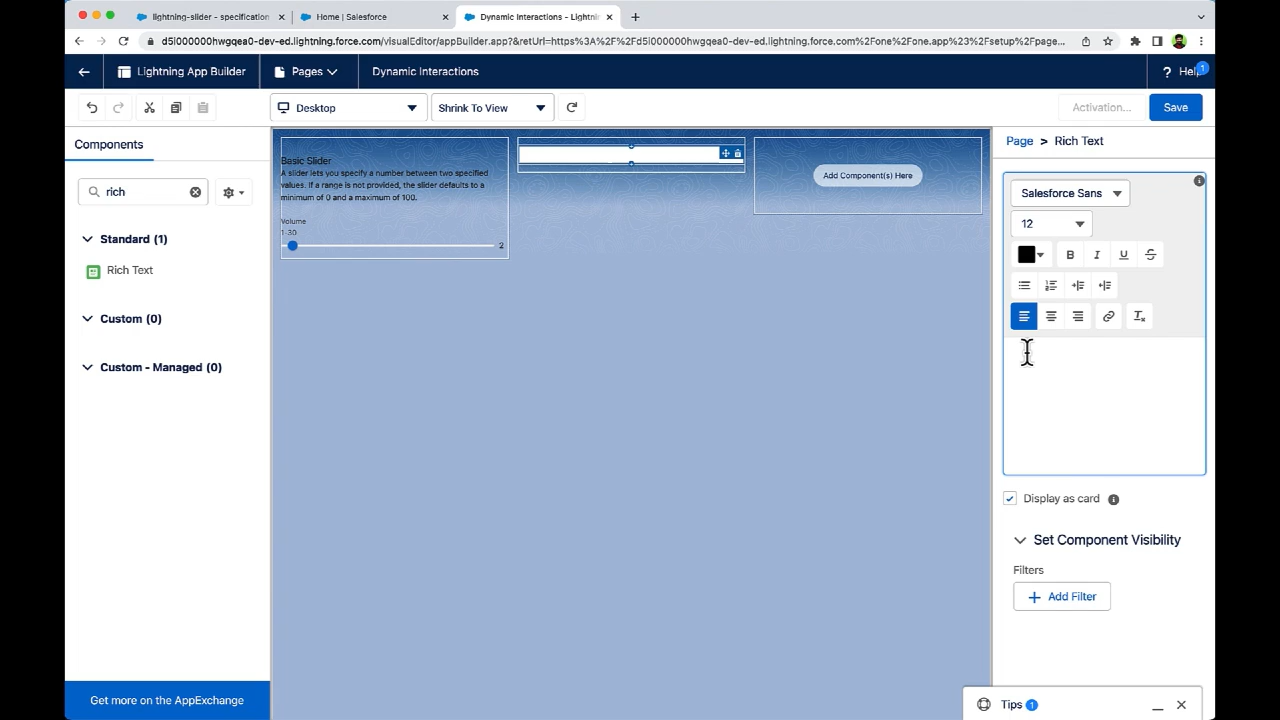 lightning-slider - specification
Home | Salesforce
Dynamic Interactions - Lightnin
d5i000000hwgqea0-dev-ed.lightning.force.com/visualEditor/appBuilder.app?&retUrl=https%3A%2F%2Fd5i000000hwgqea0-dev-ed.lightning.force.com%2Fone%2Fone.app%23%2Fsetup%2Fpage...
Lightning App Builder
Pages
Dynamic Interactions
? Help
1
Desktop
Shrink To View
Activation...
Save
Components
rich
Standard (1)
Rich Text
Custom (0)
Custom - Managed (0)
Get more on the AppExchange
Basic Slider
A slider lets you specify a number between two specified
values. If a range is not provided, the slider defaults to a
minimum of 0 and a maximum of 100.
Volume
1-30
2
Add Component(s) Here
Page > Rich Text
Salesforce Sans
12
B I U S
Display as card
Set Component Visibility
Filters
+ Add Filter
Tips 1